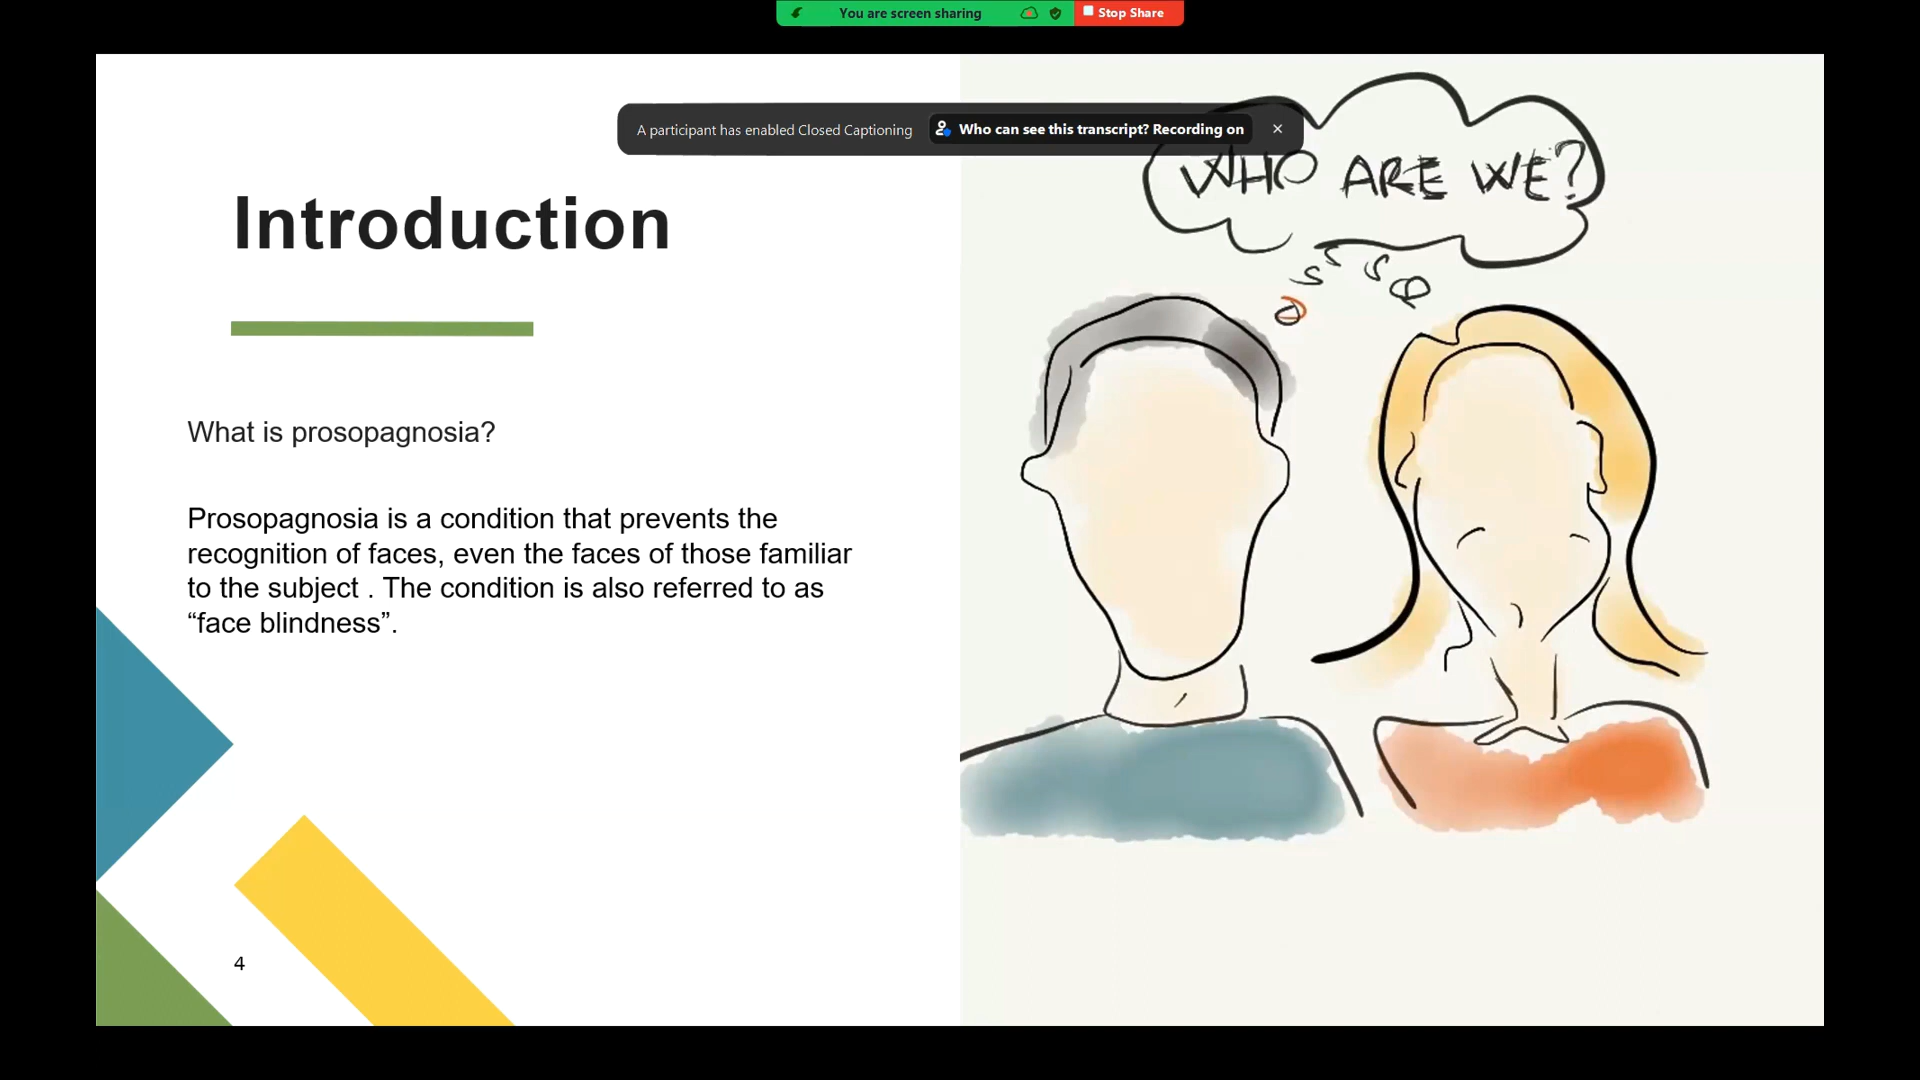 You are screen sharing
Stop Share
A participant has enabled Closed Captioning
Who can see this transcript? Recording on
WHO ARE WE?
Introduction
What is prosopagnosia?
Prosopagnosia is a condition that prevents the
recognition of faces, even the faces of those familiar
to the subject . The condition is also referred to as
“face blindness”.
4